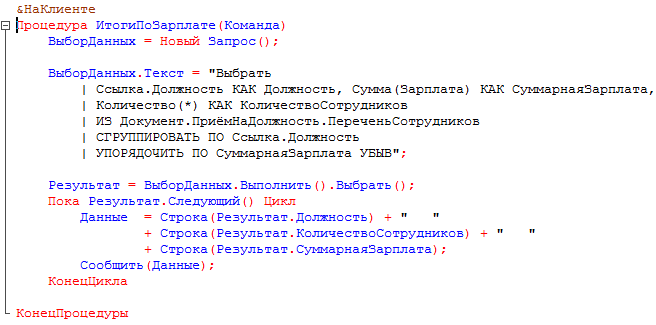 &НаКлиенте
Процедура ИтогиПоЗарплате(Команда)
ВыборДанных = Новый Запрос();
ВыборДанных.Текст = "Выбрать
| Ссылка.Должность КАК Должность, Сумма(Зарплата) КАК СуммарнаяЗарплата,
| Количество(*) КАК КоличествоСотрудников
| ИЗ Документ.ПриёмНаДолжность.ПереченьСотрудников
| СГРУППИРОВАТЬ ПО Ссылка.Должность
| УПОРЯДОЧИТЬ ПО СуммарнаяЗарплата УБЫВ";
Результат = ВыборДанных.Выполнить().Выбрать();
Пока Результат.Следующий() Цикл
Данные  = Строка(Результат.Должность) + "   "
+ Строка(Результат.КоличествоСотрудников) + "   "
+ Строка(Результат.СуммарнаяЗарплата);
Сообщить(Данные);
КонецЦикла
КонецПроцедуры